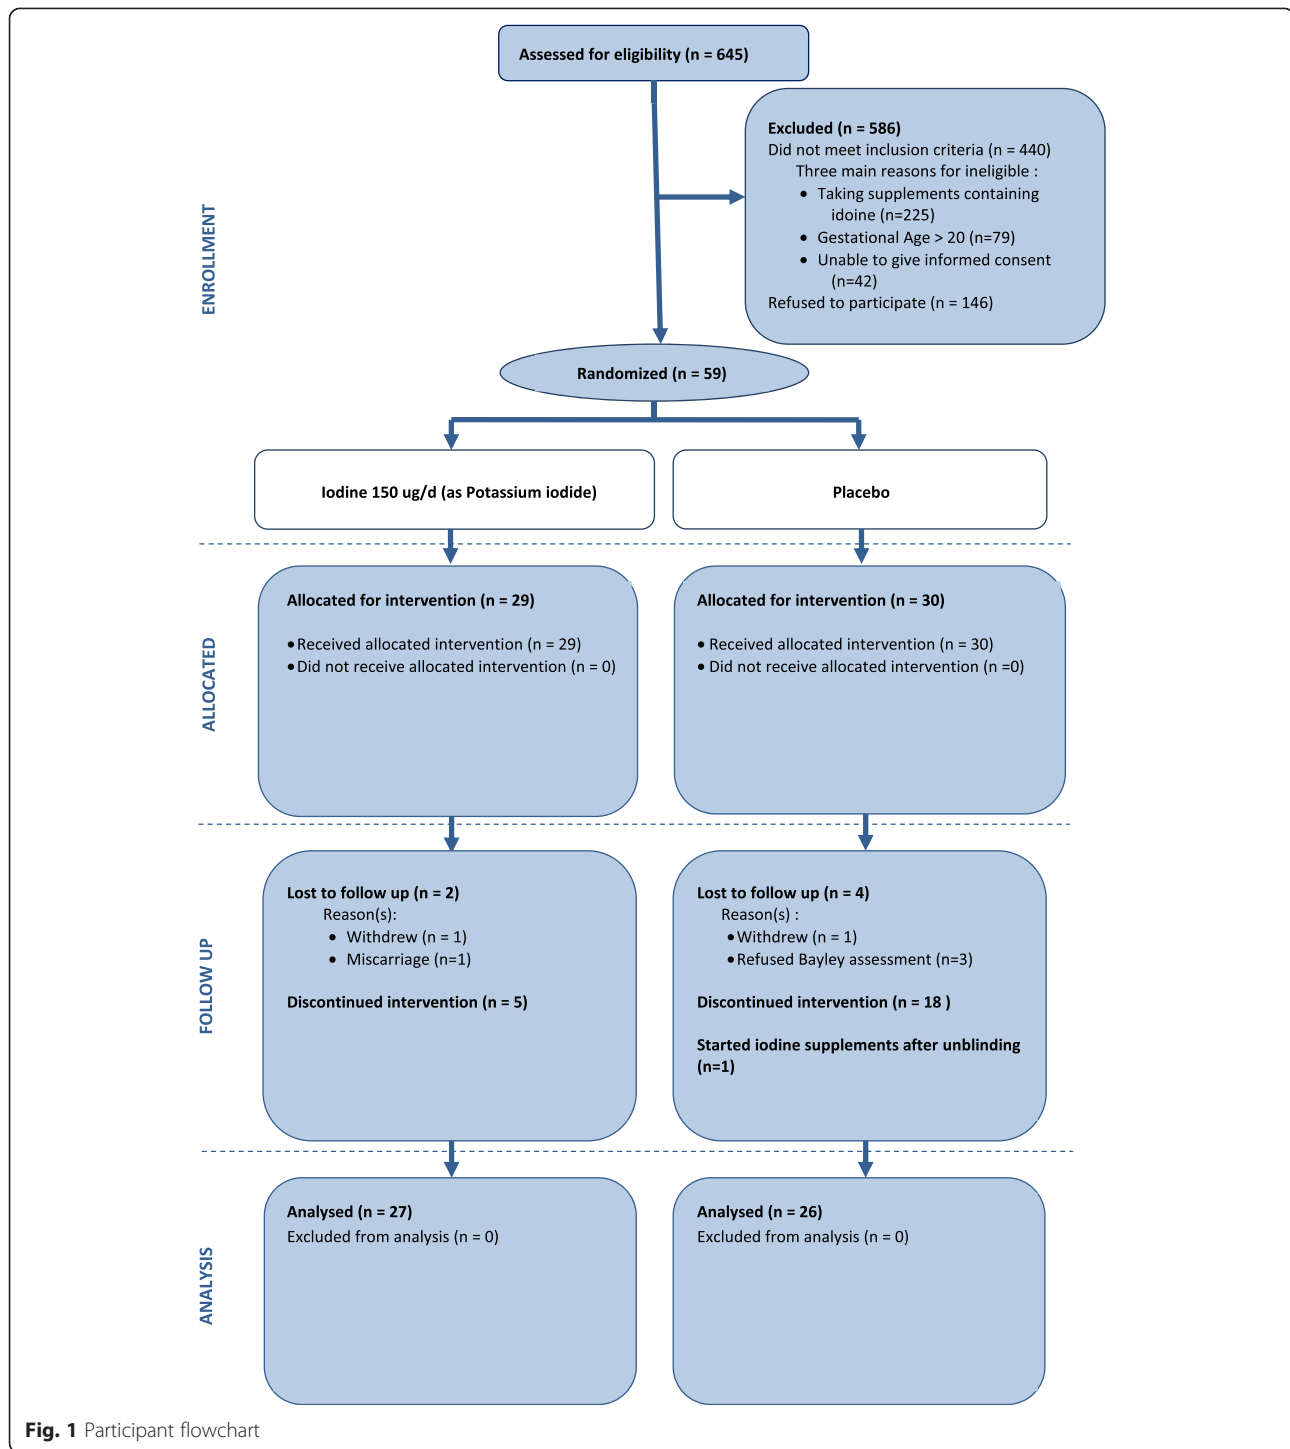 Assessed for eligibility (n = 645)
Excluded (n = 586)
Did not meet inclusion criteria (n = 440)
Three main reasons for ineligible :
• Taking supplements containing
idoine (n=225)
• Gestational Age > 20 (n=79)
• Unable to give informed consent
(n=42)
Refused to participate (n = 146)
ENROLLMENT
Randomized (n = 59)
Iodine 150 ug/d (as Potassium iodide)
Placebo
ALLOCATED
Allocated for intervention (n = 29)
• Received allocated intervention (n = 29)
• Did not receive allocated intervention (n = 0)
Allocated for intervention (n = 30)
• Received allocated intervention (n = 30)
• Did not receive allocated intervention (n =0)
FOLLOW UP
Lost to follow up (n = 2)
Reason(s):
• Withdrew (n = 1)
• Miscarriage (n=1)
Discontinued intervention (n = 5)
Lost to follow up (n = 4)
Reason(s) :
• Withdrew (n = 1)
• Refused Bayley assessment (n=3)
Discontinued intervention (n = 18 )
Started iodine supplements after unblinding
(n=1)
ANALYSIS
Analysed (n = 27)
Excluded from analysis (n = 0)
Analysed (n = 26)
Excluded from analysis (n = 0)
Fig. 1 Participant flowchart